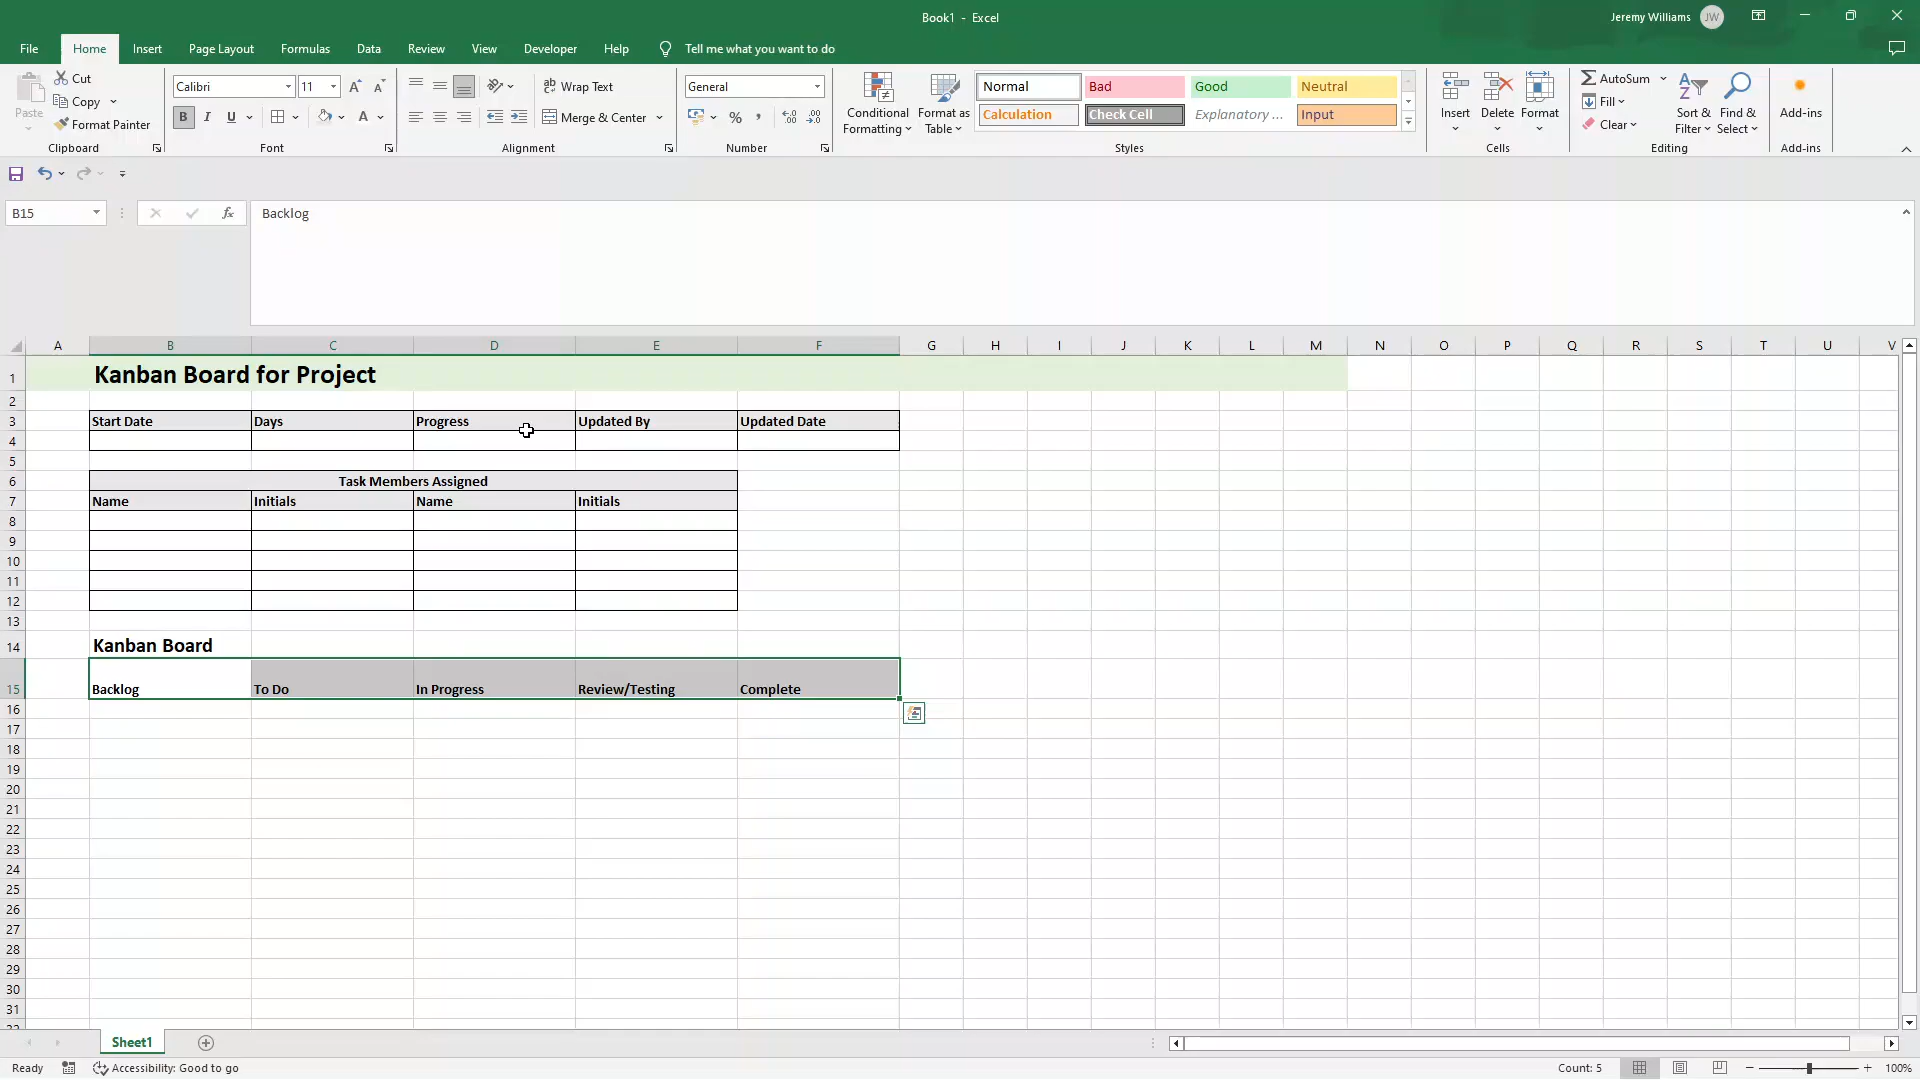 Book1 - Excel
Jeremy Williams JW
File Home Insert Page Layout Formulas Data Review View Developer Help Tell me what you want to do
Cut
Copy
Format Painter
Paste
Clipboard
Calibri 11
B I U
Font
Wrap Text
Merge & Center
Alignment
General
% ,
Number
Conditional Formatting
Format as Table
Normal Bad Good Neutral
Calculation Check Cell Explanatory ... Input
Styles
Insert Delete Format
Cells
AutoSum
Fill
Clear
Sort & Filter
Find & Select
Editing
Add-ins
Add-ins
B15
fx
Backlog
A B C D E F G H I J K L M N O P Q R S T U V
1 Kanban Board for Project
2
3 Start Date Days Progress Updated By Updated Date
4
5
6 Task Members Assigned
7 Name Initials Name Initials
8
9
10
11
12
13
14 Kanban Board
15 Backlog To Do In Progress Review/Testing Complete
16
17
18
19
20
21
22
23
24
25
26
27
28
29
30
31
Sheet1
Ready Accessibility: Good to go Count: 5 100%